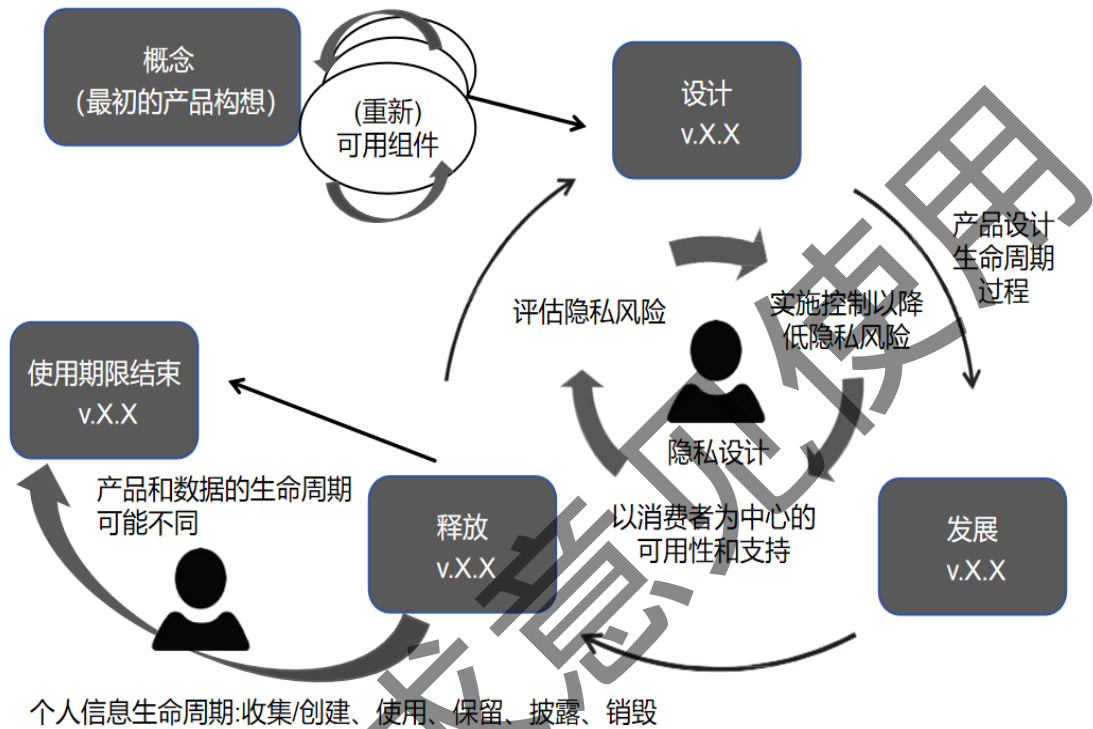 概念
（最初的产品构想）
(重新)
可用组件
设计
v.X.X
产品设计
生命周期
过程
评估隐私风险
实施控制以降
低隐私风险
隐私设计
以消费者为中心的
可用性和支持
使用期限结束
v.X.X
产品和数据的生命周期
可能不同
释放
v.X.X
发展
v.X.X
个人信息生命周期:收集/创建、使用、保留、披露、销毁
求意见使用